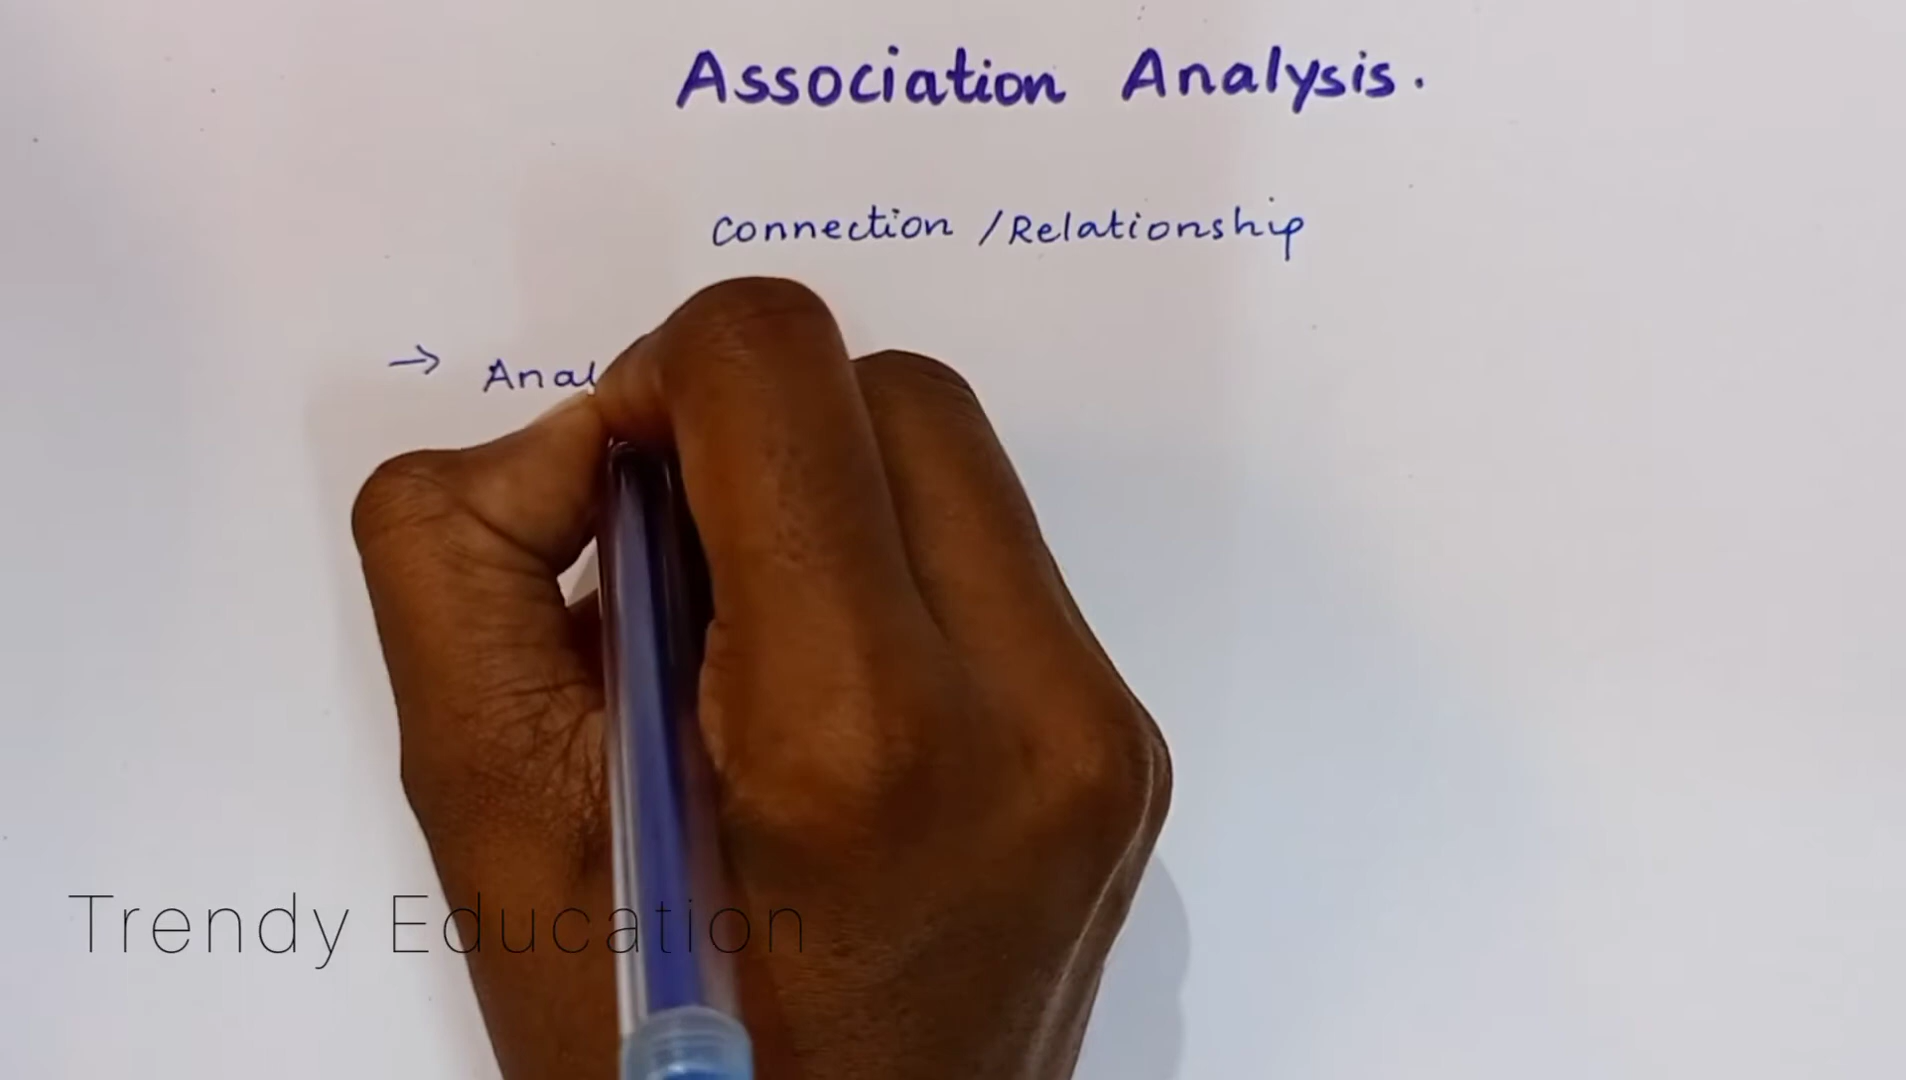 Association Analysis.
Connection /Relationship
→ Anal
Trendy Education